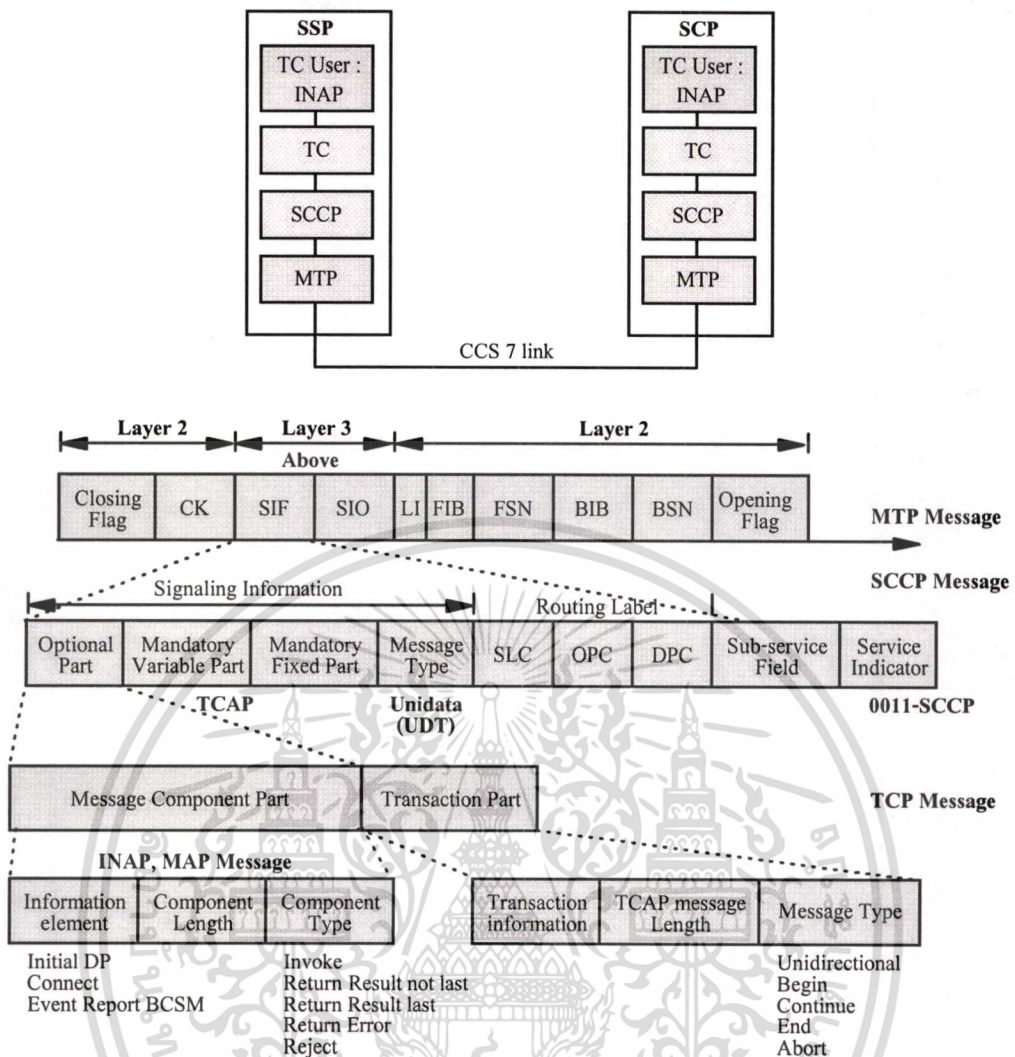 SSP
SCP
TC User :
INAP
TC User :
INAP
TC
TC
SCCP
SCCP
MTP
MTP
CCS 7 link
Layer 2
Layer 3
Layer 2
Above
Closing
Flag
CK
SIF
SIO
LI
FIB
FSN
BIB
BSN
Opening
Flag
MTP Message
SCCP Message
Signaling Information
Routing Label
Optional
Part
Mandatory
Variable Part
Mandatory
Fixed Part
Message
Type
SLC
OPC
DPC
Sub-service
Field
Service
Indicator
TCAP
Unidata
(UDT)
0011-SCCP
Message Component Part
Transaction Part
TCP Message
INAP, MAP Message
Information
element
Component
Length
Component
Type
Transaction
information
TCAP message
Length
Message Type
Initial DP
Connect
Event Report BCSM
Invoke
Return Result not last
Return Result last
Return Error
Reject
Unidirectional
Begin
Continue
End
Abort